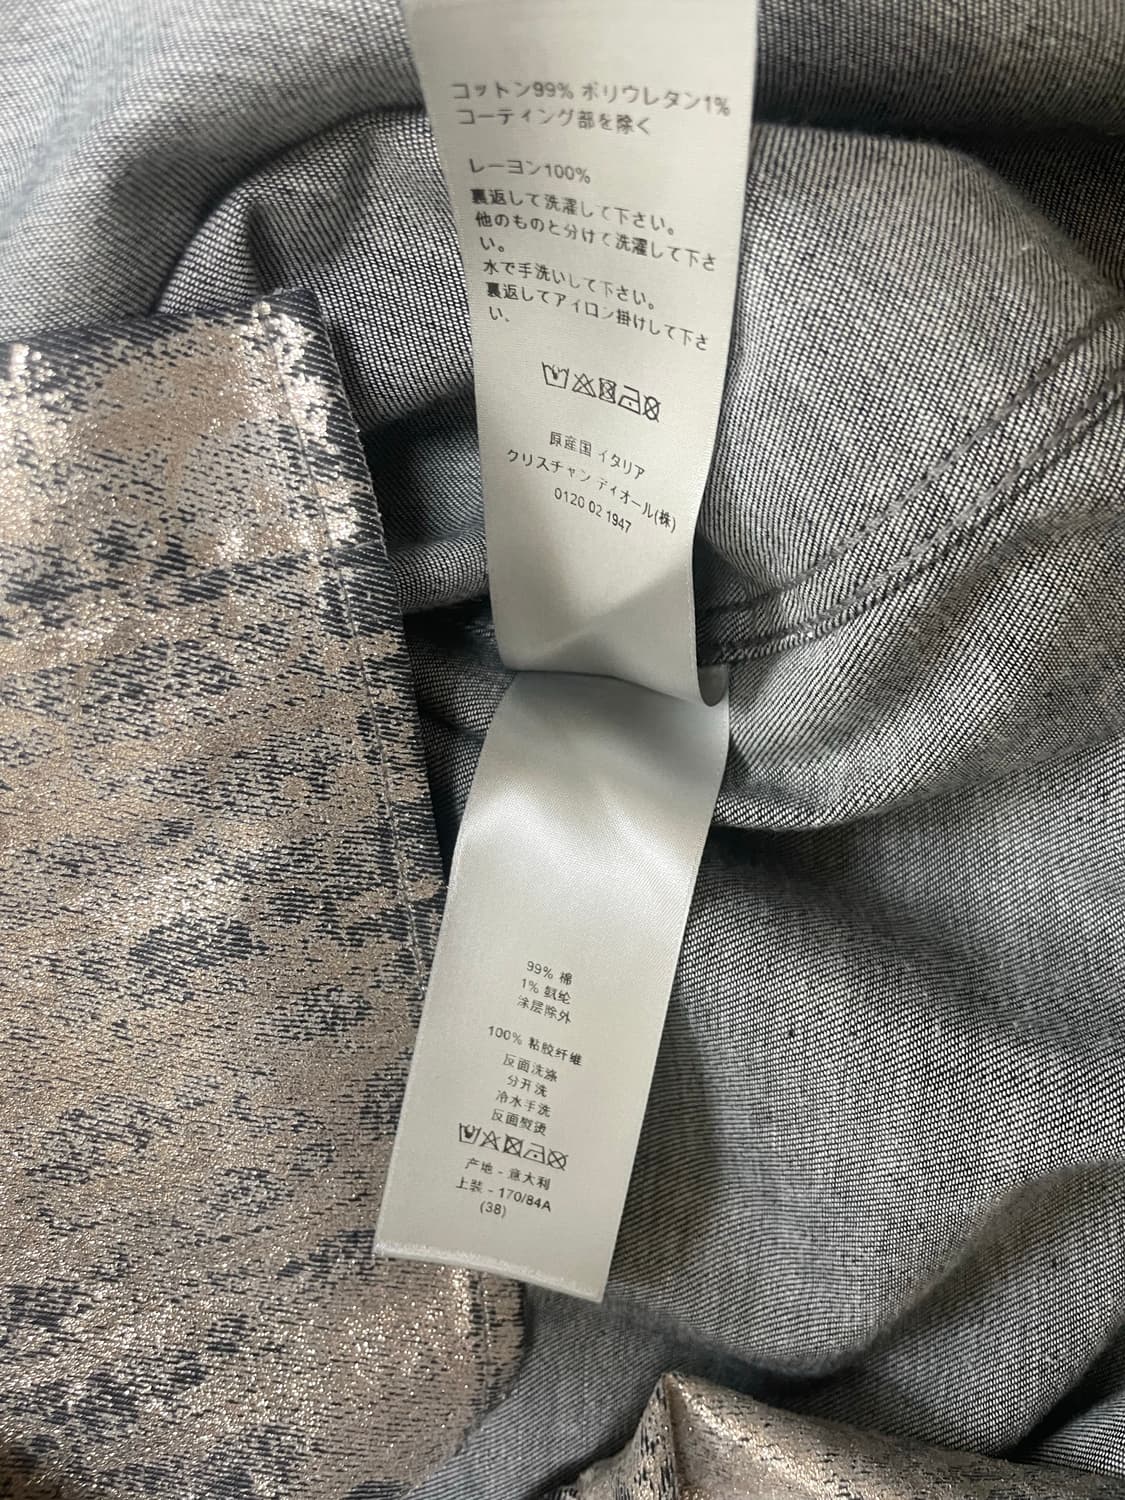 コットン99% ポリウレタン1%
コーティング部を除く
レーヨン100%
裏返して洗濯して下さい。
他のものと分けて洗濯して下さ
い。
水で手洗いして下さい。
裏返してアイロン掛けして下さ
い、
原産国 イタリア
クリスチャン ディオール(株)
0120 02 1947
99% 棉
1% 氨纶
涂层除外
100% 粘胶纤维
反面洗涤
分开洗
冷水手洗
反面熨烫
产地 - 意大利
上装 - 170/84A
(38)